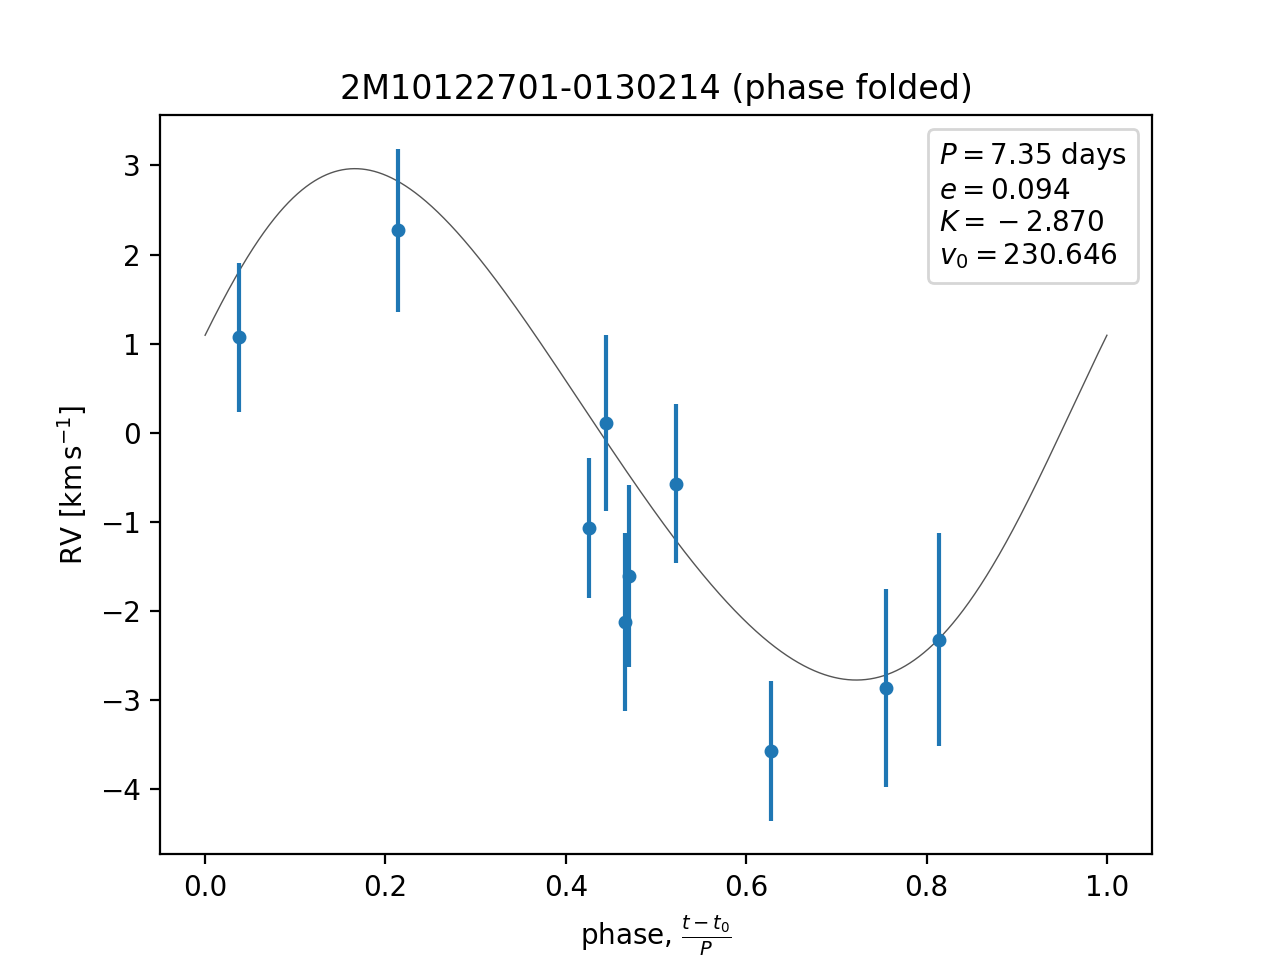 2M10122701-0130214 (phase folded)
P = 7.35 days
e = 0.094
K = −2.870
v₀ = 230.646
3
2
1
0
−1
−2
−3
−4
RV [km s⁻¹]
0.0 0.2 0.4 0.6 0.8 1.0
phase, (t − t₀)/P